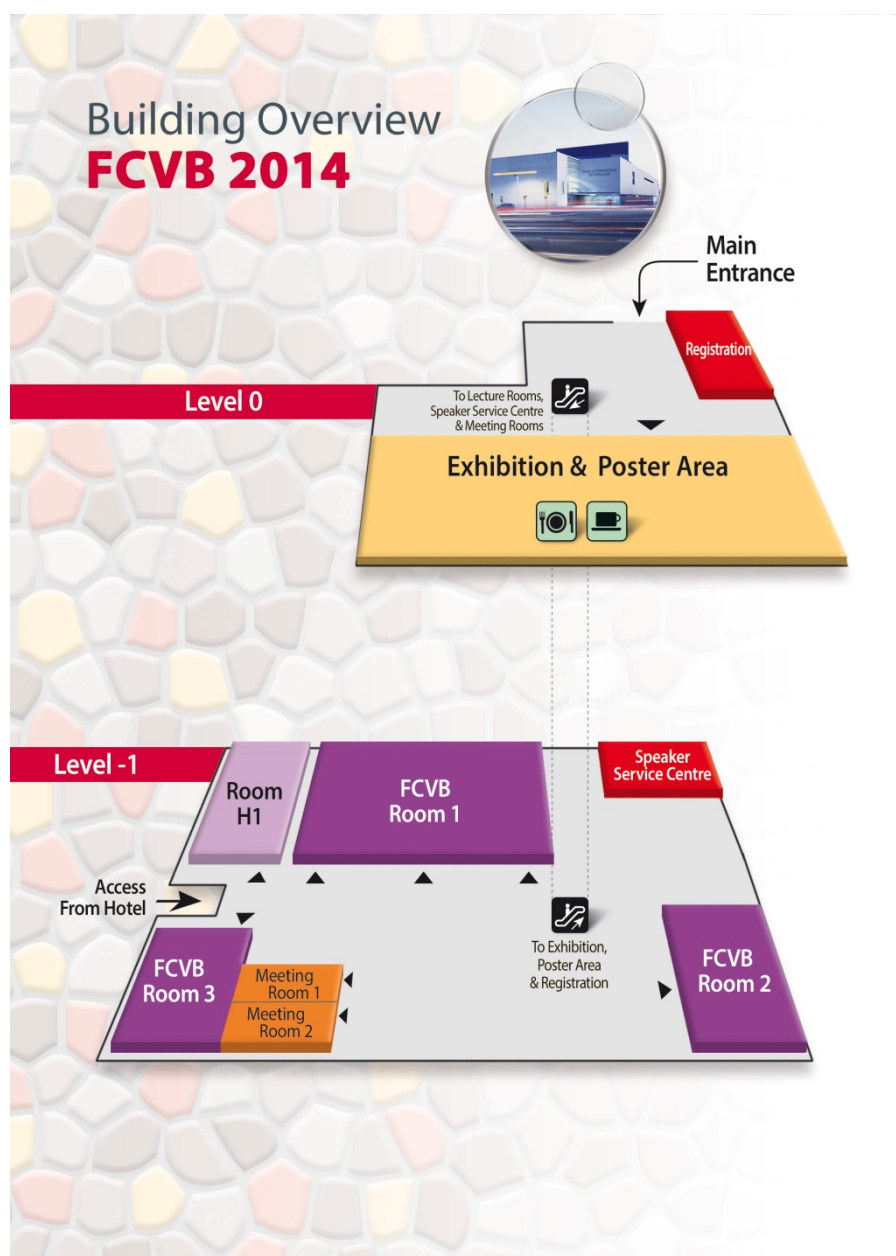 Building Overview
FCVB 2014
Main
Entrance
Registration
Level 0
To Lecture Rooms,
Speaker Service Centre
& Meeting Rooms
Exhibition & Poster Area
Level -1
Room
H1
FCVB
Room 1
Speaker
Service Centre
Access
From Hotel
FCVB
Room 3
Meeting
Room 1
Meeting
Room 2
To Exhibition,
Poster Area
& Registration
FCVB
Room 2